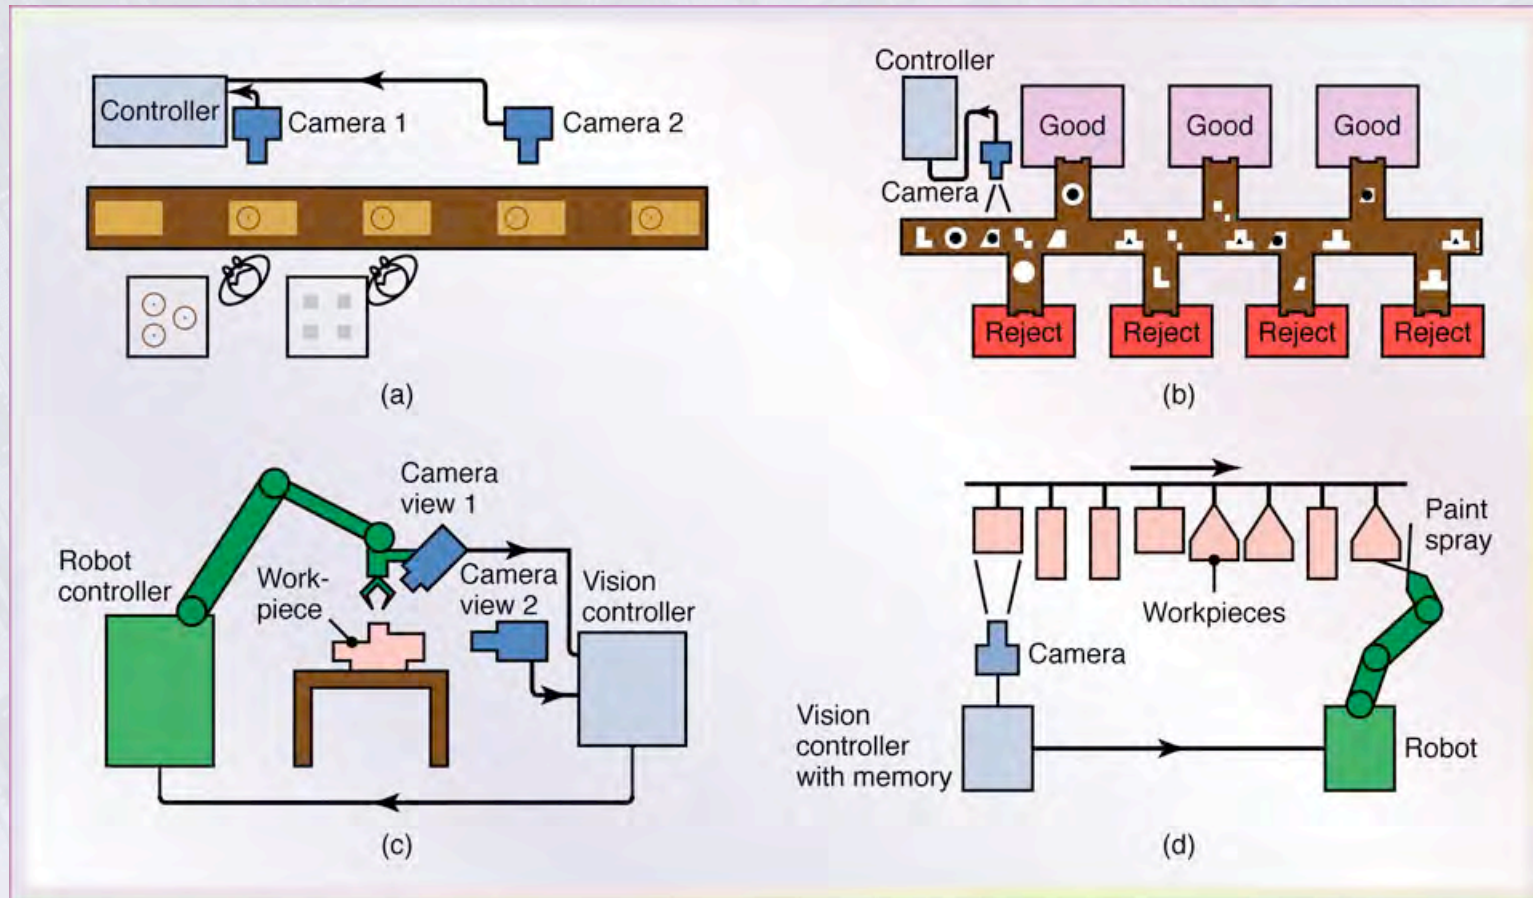 Controller
Camera 1
Camera 2
(a)
Controller
Camera
Good
Good
Good
Reject
Reject
Reject
Reject
(b)
Camera
view 1
Robot
controller
Work-
piece
Camera
view 2
Vision
controller
(c)
Paint
spray
Workpieces
Camera
Vision
controller
with memory
Robot
(d)